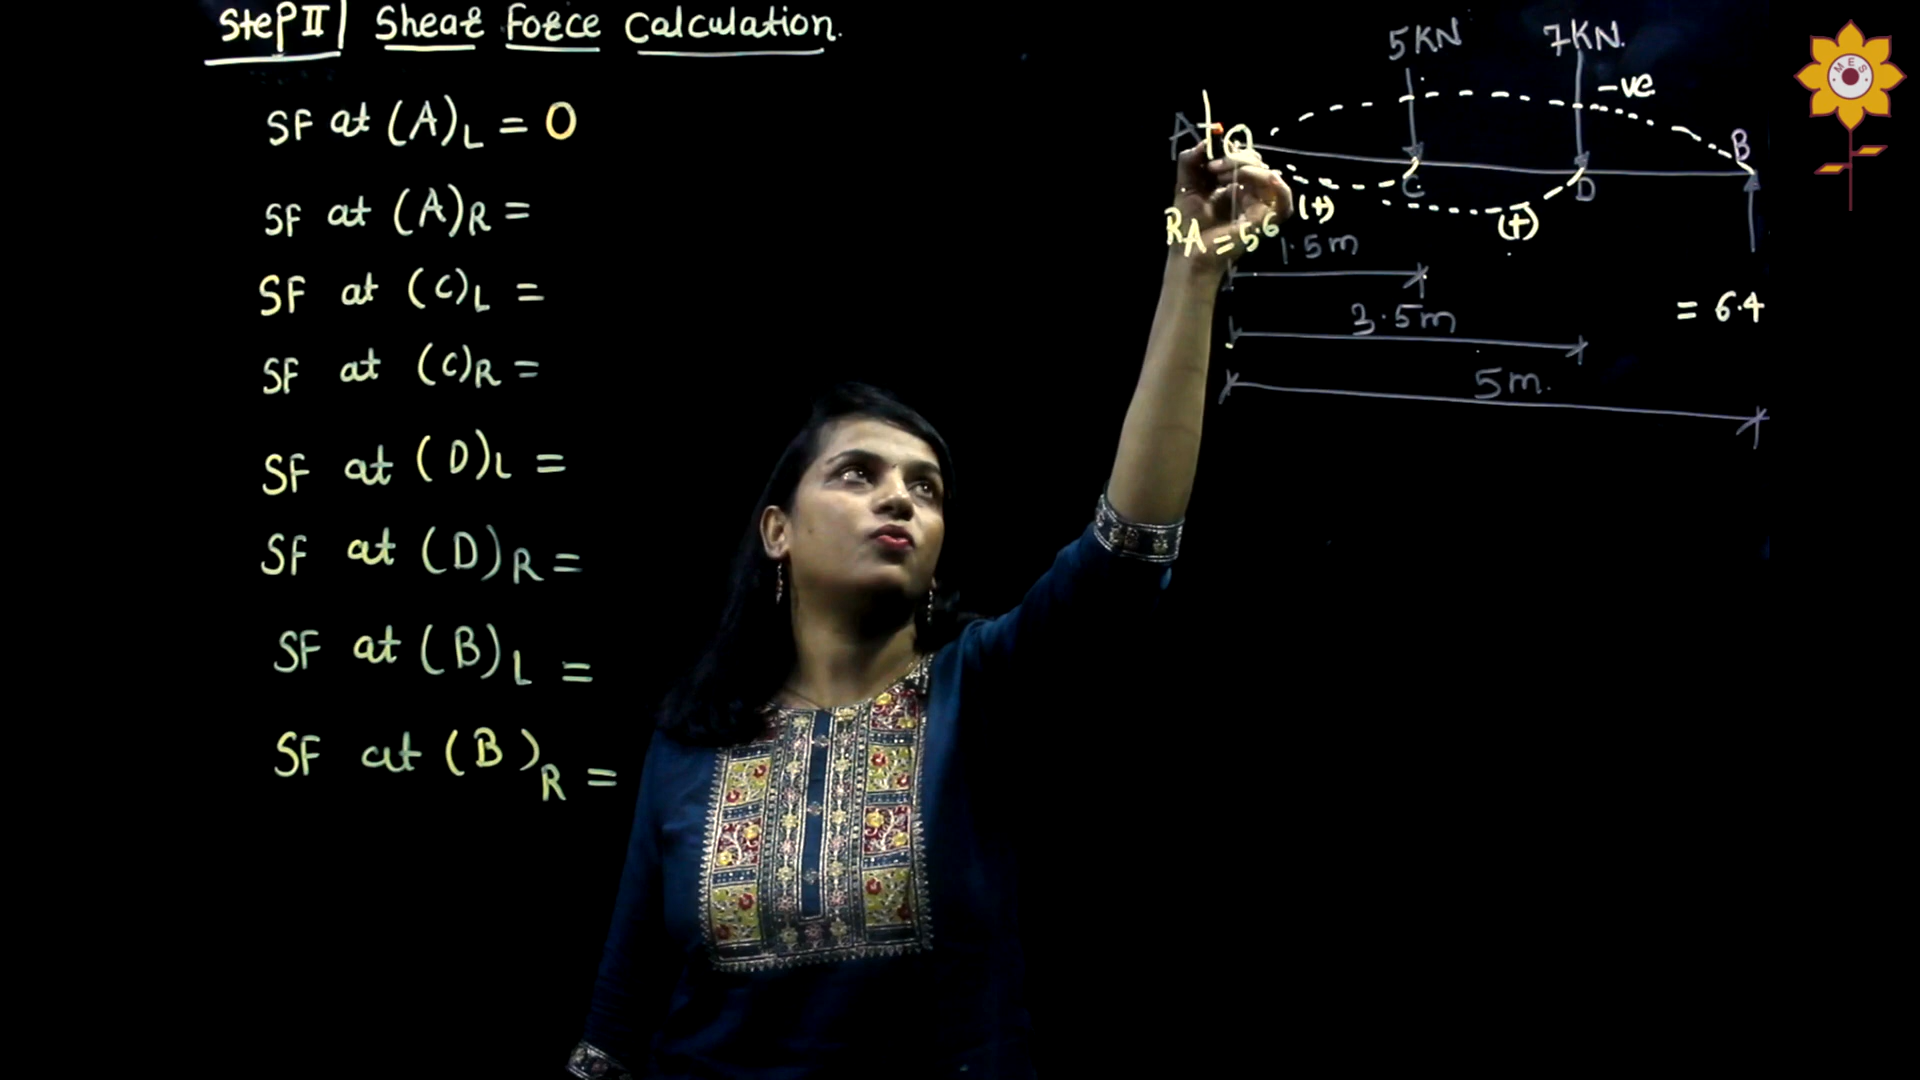 Step II Shear Force Calculation.
SF at (A)L = 0
SF at (A)R =
SF at (C)L =
SF at (C)R =
SF at (D)L =
SF at (D)R =
SF at (B)L =
SF at (B)R =
5KN 7KN.
-ve
A B
C D
(+) (+)
RA = 5.6
1.5m
= 6.4
3.5m
5m.
MES